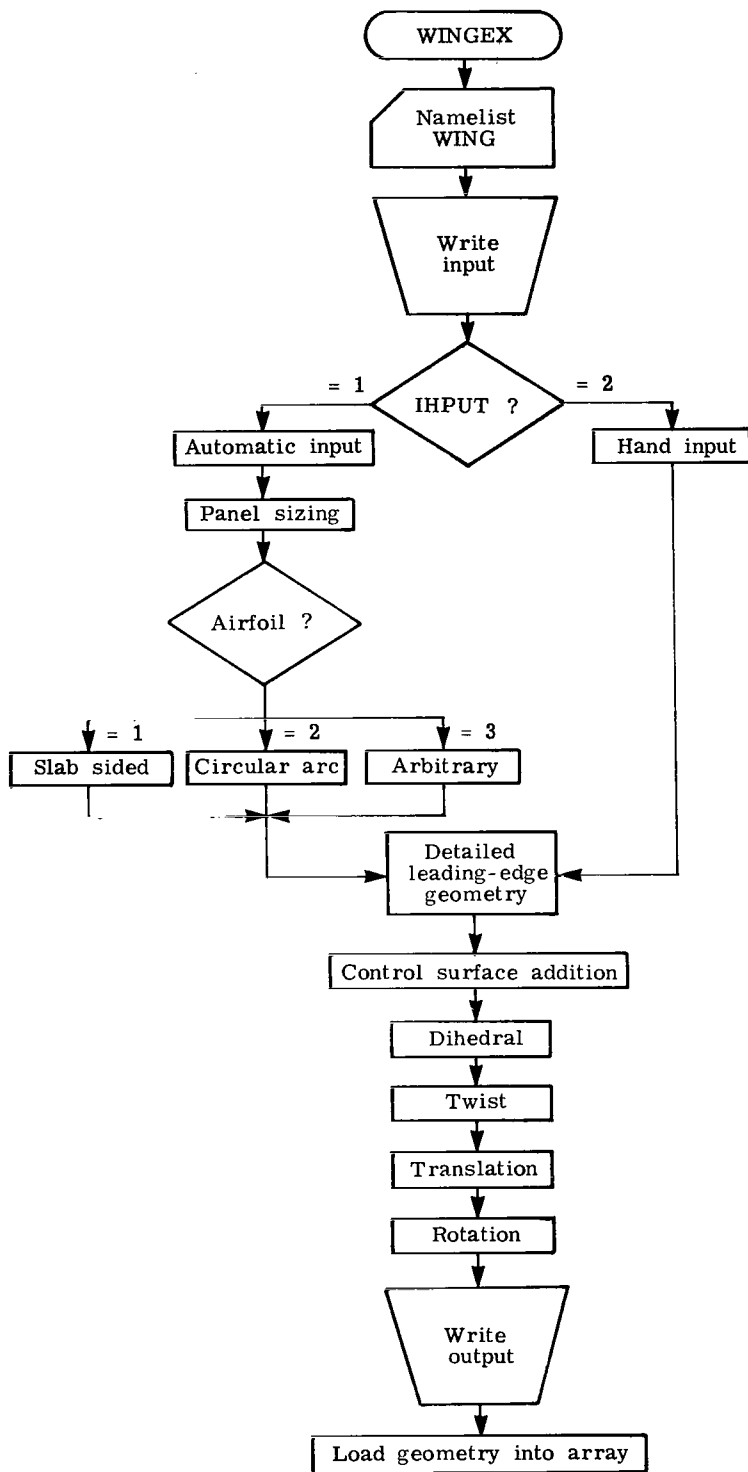 WINGEX
Namelist
WING
Write
input
= 1
= 2
IHPUT ?
Automatic input
Hand input
Panel sizing
Airfoil ?
= 1
= 2
= 3
Slab sided
Circular arc
Arbitrary
Detailed
leading-edge
geometry
Control surface addition
Dihedral
Twist
Translation
Rotation
Write
output
Load geometry into array